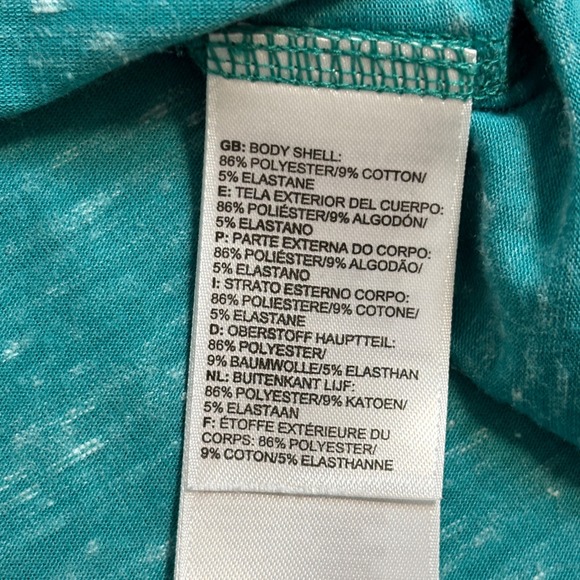 GB: BODY SHELL:
86% POLYESTER/9% COTTON/
5% ELASTANE
E: TELA EXTERIOR DEL CUERPO:
86% POLIÉSTER/9% ALGODÓN/
5% ELASTANO
P: PARTE EXTERNA DO CORPO:
86% POLIÉSTER/9% ALGODÃO/
5% ELASTANO
I: STRATO ESTERNO CORPO:
86% POLIESTERE/9% COTONE/
5% ELASTANE
D: OBERSTOFF HAUPTTEIL:
86% POLYESTER/
9% BAUMWOLLE/5% ELASTHAN
NL: BUITENKANT LIJF:
86% POLYESTER/9% KATOEN/
5% ELASTAAN
F: ÉTOFFE EXTÉRIEURE DU
CORPS: 86% POLYESTER/
9% COTON/5% ELASTHANNE